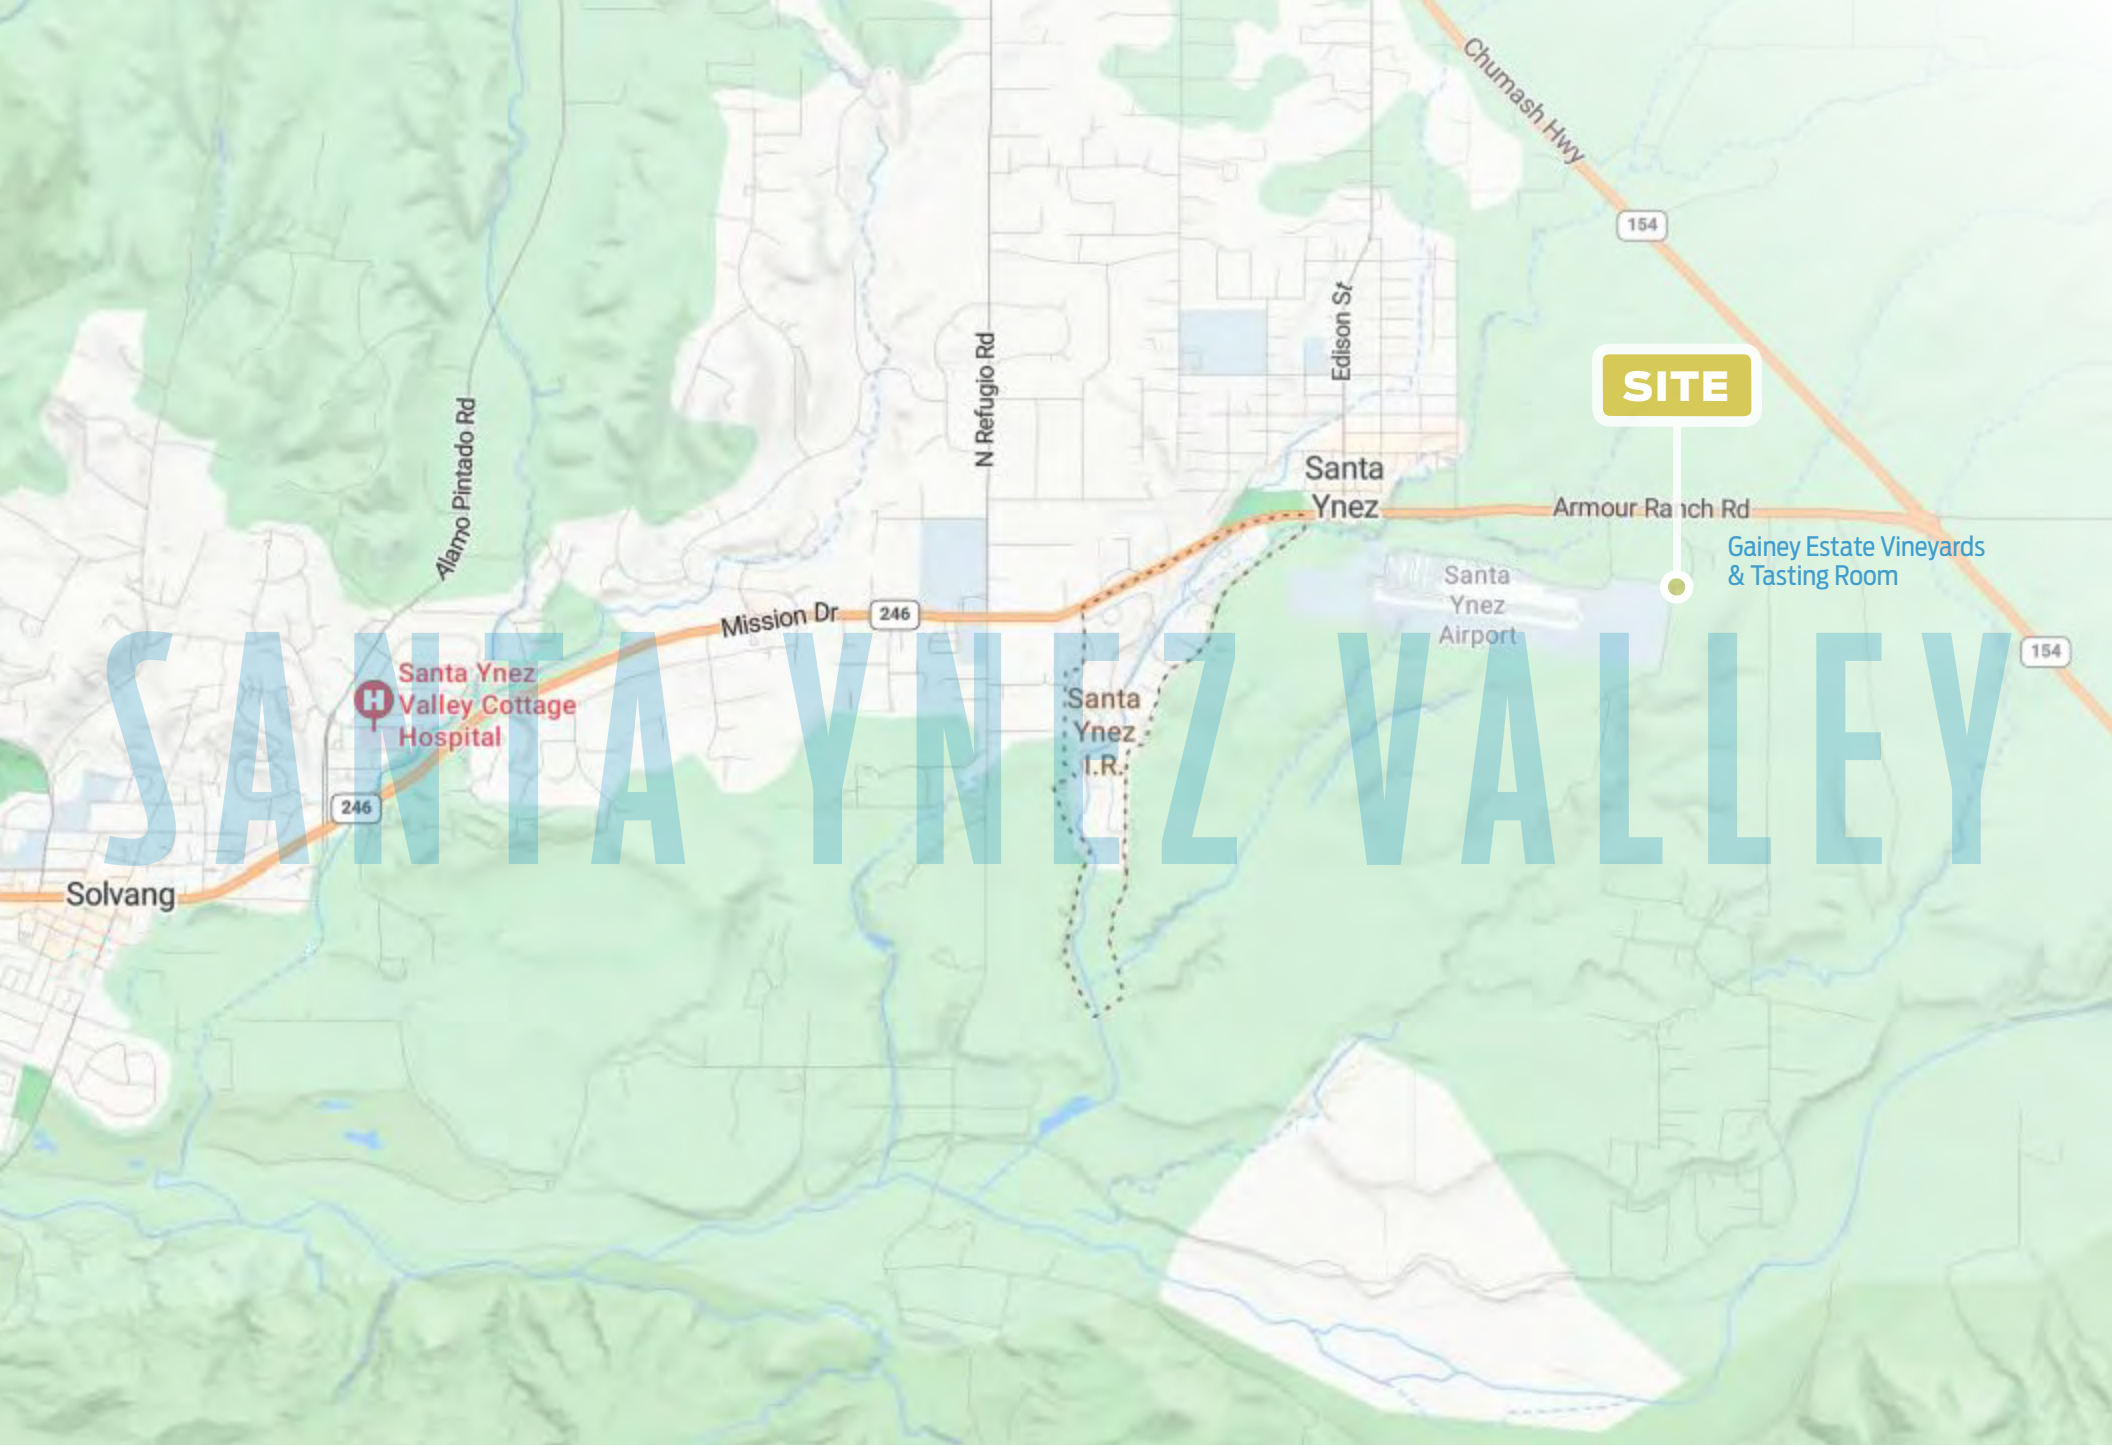 Chumash Hwy
154
SITE
Edison St
N Refugio Rd
Alamo Pintado Rd
Santa
Ynez
Armour Ranch Rd
Gainey Estate Vineyards
& Tasting Room
Santa
Ynez
Airport
Mission Dr
246
154
SANTA YNEZ VALLEY
H
Santa Ynez
Valley Cottage
Hospital
Santa
Ynez
I.R.
246
Solvang